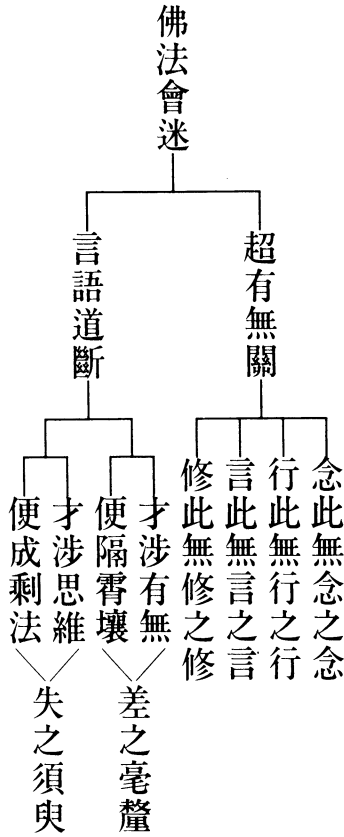 佛法會迷
超有無關
念此無念之念
行此無行之行
言此無言之言
修此無修之修
言語道斷
才涉有無
便隔霄壤
差之毫釐
才涉思維
便成剩法
失之須臾